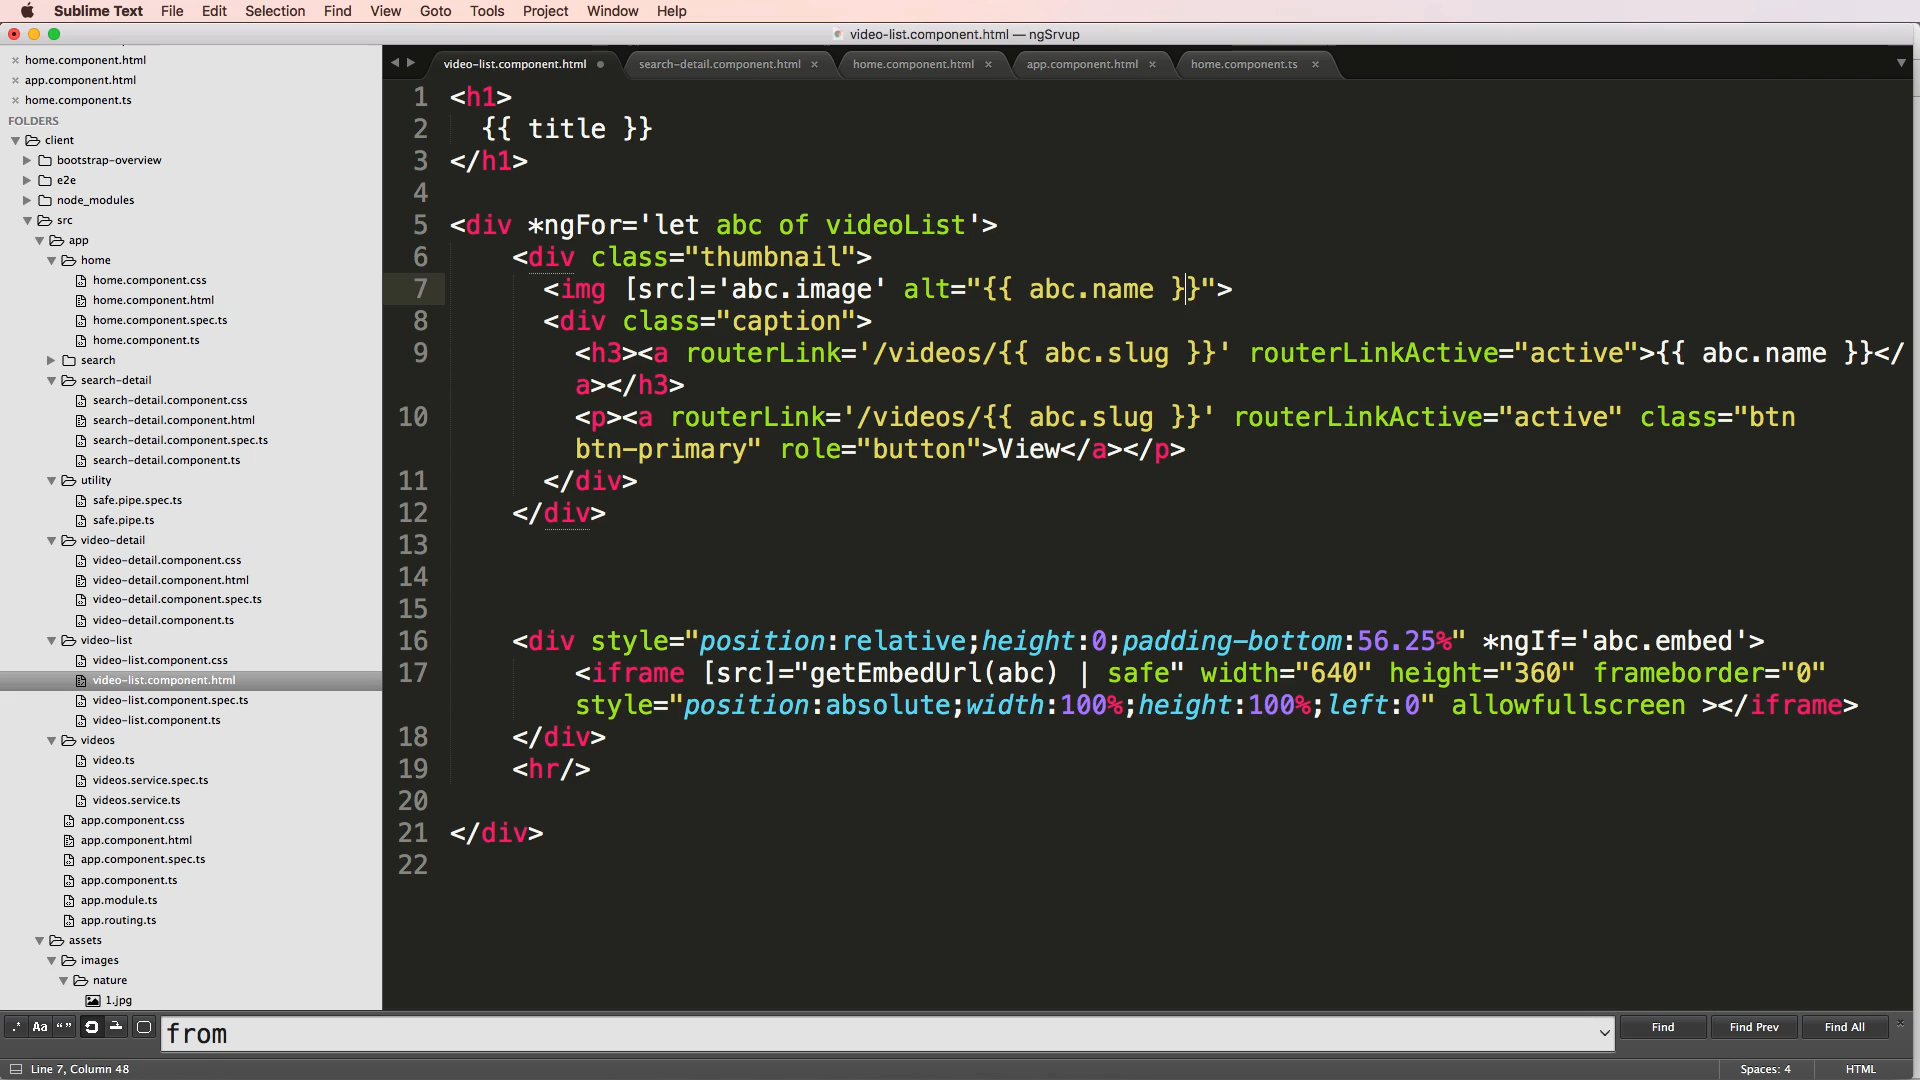 Sublime Text File Edit Selection Find View Goto Tools Project Window Help
video-list.component.html — ngSrvup
home.component.html
app.component.html
home.component.ts
FOLDERS
client
bootstrap-overview
e2e
node_modules
src
app
home
home.component.css
home.component.html
home.component.spec.ts
home.component.ts
search
search-detail
search-detail.component.css
search-detail.component.html
search-detail.component.spec.ts
search-detail.component.ts
utility
safe.pipe.spec.ts
safe.pipe.ts
video-detail
video-detail.component.css
video-detail.component.html
video-detail.component.spec.ts
video-detail.component.ts
video-list
video-list.component.css
video-list.component.html
video-list.component.spec.ts
video-list.component.ts
videos
video.ts
videos.service.spec.ts
videos.service.ts
app.component.css
app.component.html
app.component.spec.ts
app.component.ts
app.module.ts
app.routing.ts
assets
images
nature
1.jpg
video-list.component.html search-detail.component.html home.component.html app.component.html home.component.ts
1 <h1>
2 {{ title }}
3 </h1>
4
5 <div *ngFor='let abc of videoList'>
6 <div class="thumbnail">
7 <img [src]='abc.image' alt="{{ abc.name }}">
8 <div class="caption">
9 <h3><a routerLink='/videos/{{ abc.slug }}' routerLinkActive="active">{{ abc.name }}</
a></h3>
10 <p><a routerLink='/videos/{{ abc.slug }}' routerLinkActive="active" class="btn
btn-primary" role="button">View</a></p>
11 </div>
12 </div>
13
14
15
16 <div style="position:relative;height:0;padding-bottom:56.25%" *ngIf='abc.embed'>
17 <iframe [src]="getEmbedUrl(abc) | safe" width="640" height="360" frameborder="0"
style="position:absolute;width:100%;height:100%;left:0" allowfullscreen ></iframe>
18 </div>
19 <hr/>
20
21 </div>
22
.* Aa “” from Find Find Prev Find All
Line 7, Column 48 Spaces: 4 HTML